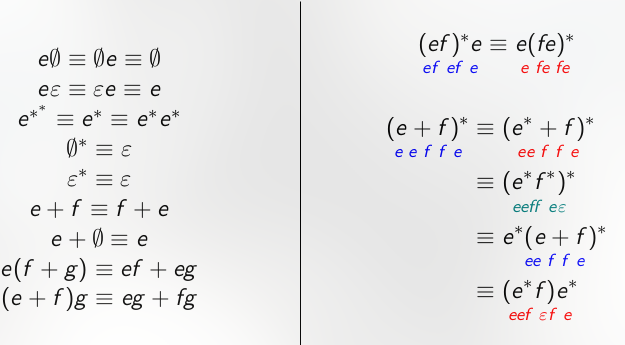 e∅ ≡ ∅e ≡ ∅
eε ≡ εe ≡ e
e** ≡ e* ≡ e*e*
∅* ≡ ε
ε* ≡ ε
e + f ≡ f + e
e + ∅ ≡ e
e(f + g) ≡ ef + eg
(e + f)g ≡ eg + fg
(ef)*e ≡ e(fe)*
ef ef e e fe fe
(e + f)* ≡ (e* + f)*
e e f f e ee f f e
≡ (e*f*)*
eeff eε
≡ e*(e + f)*
ee f f e
≡ (e*f)e*
eef εf e